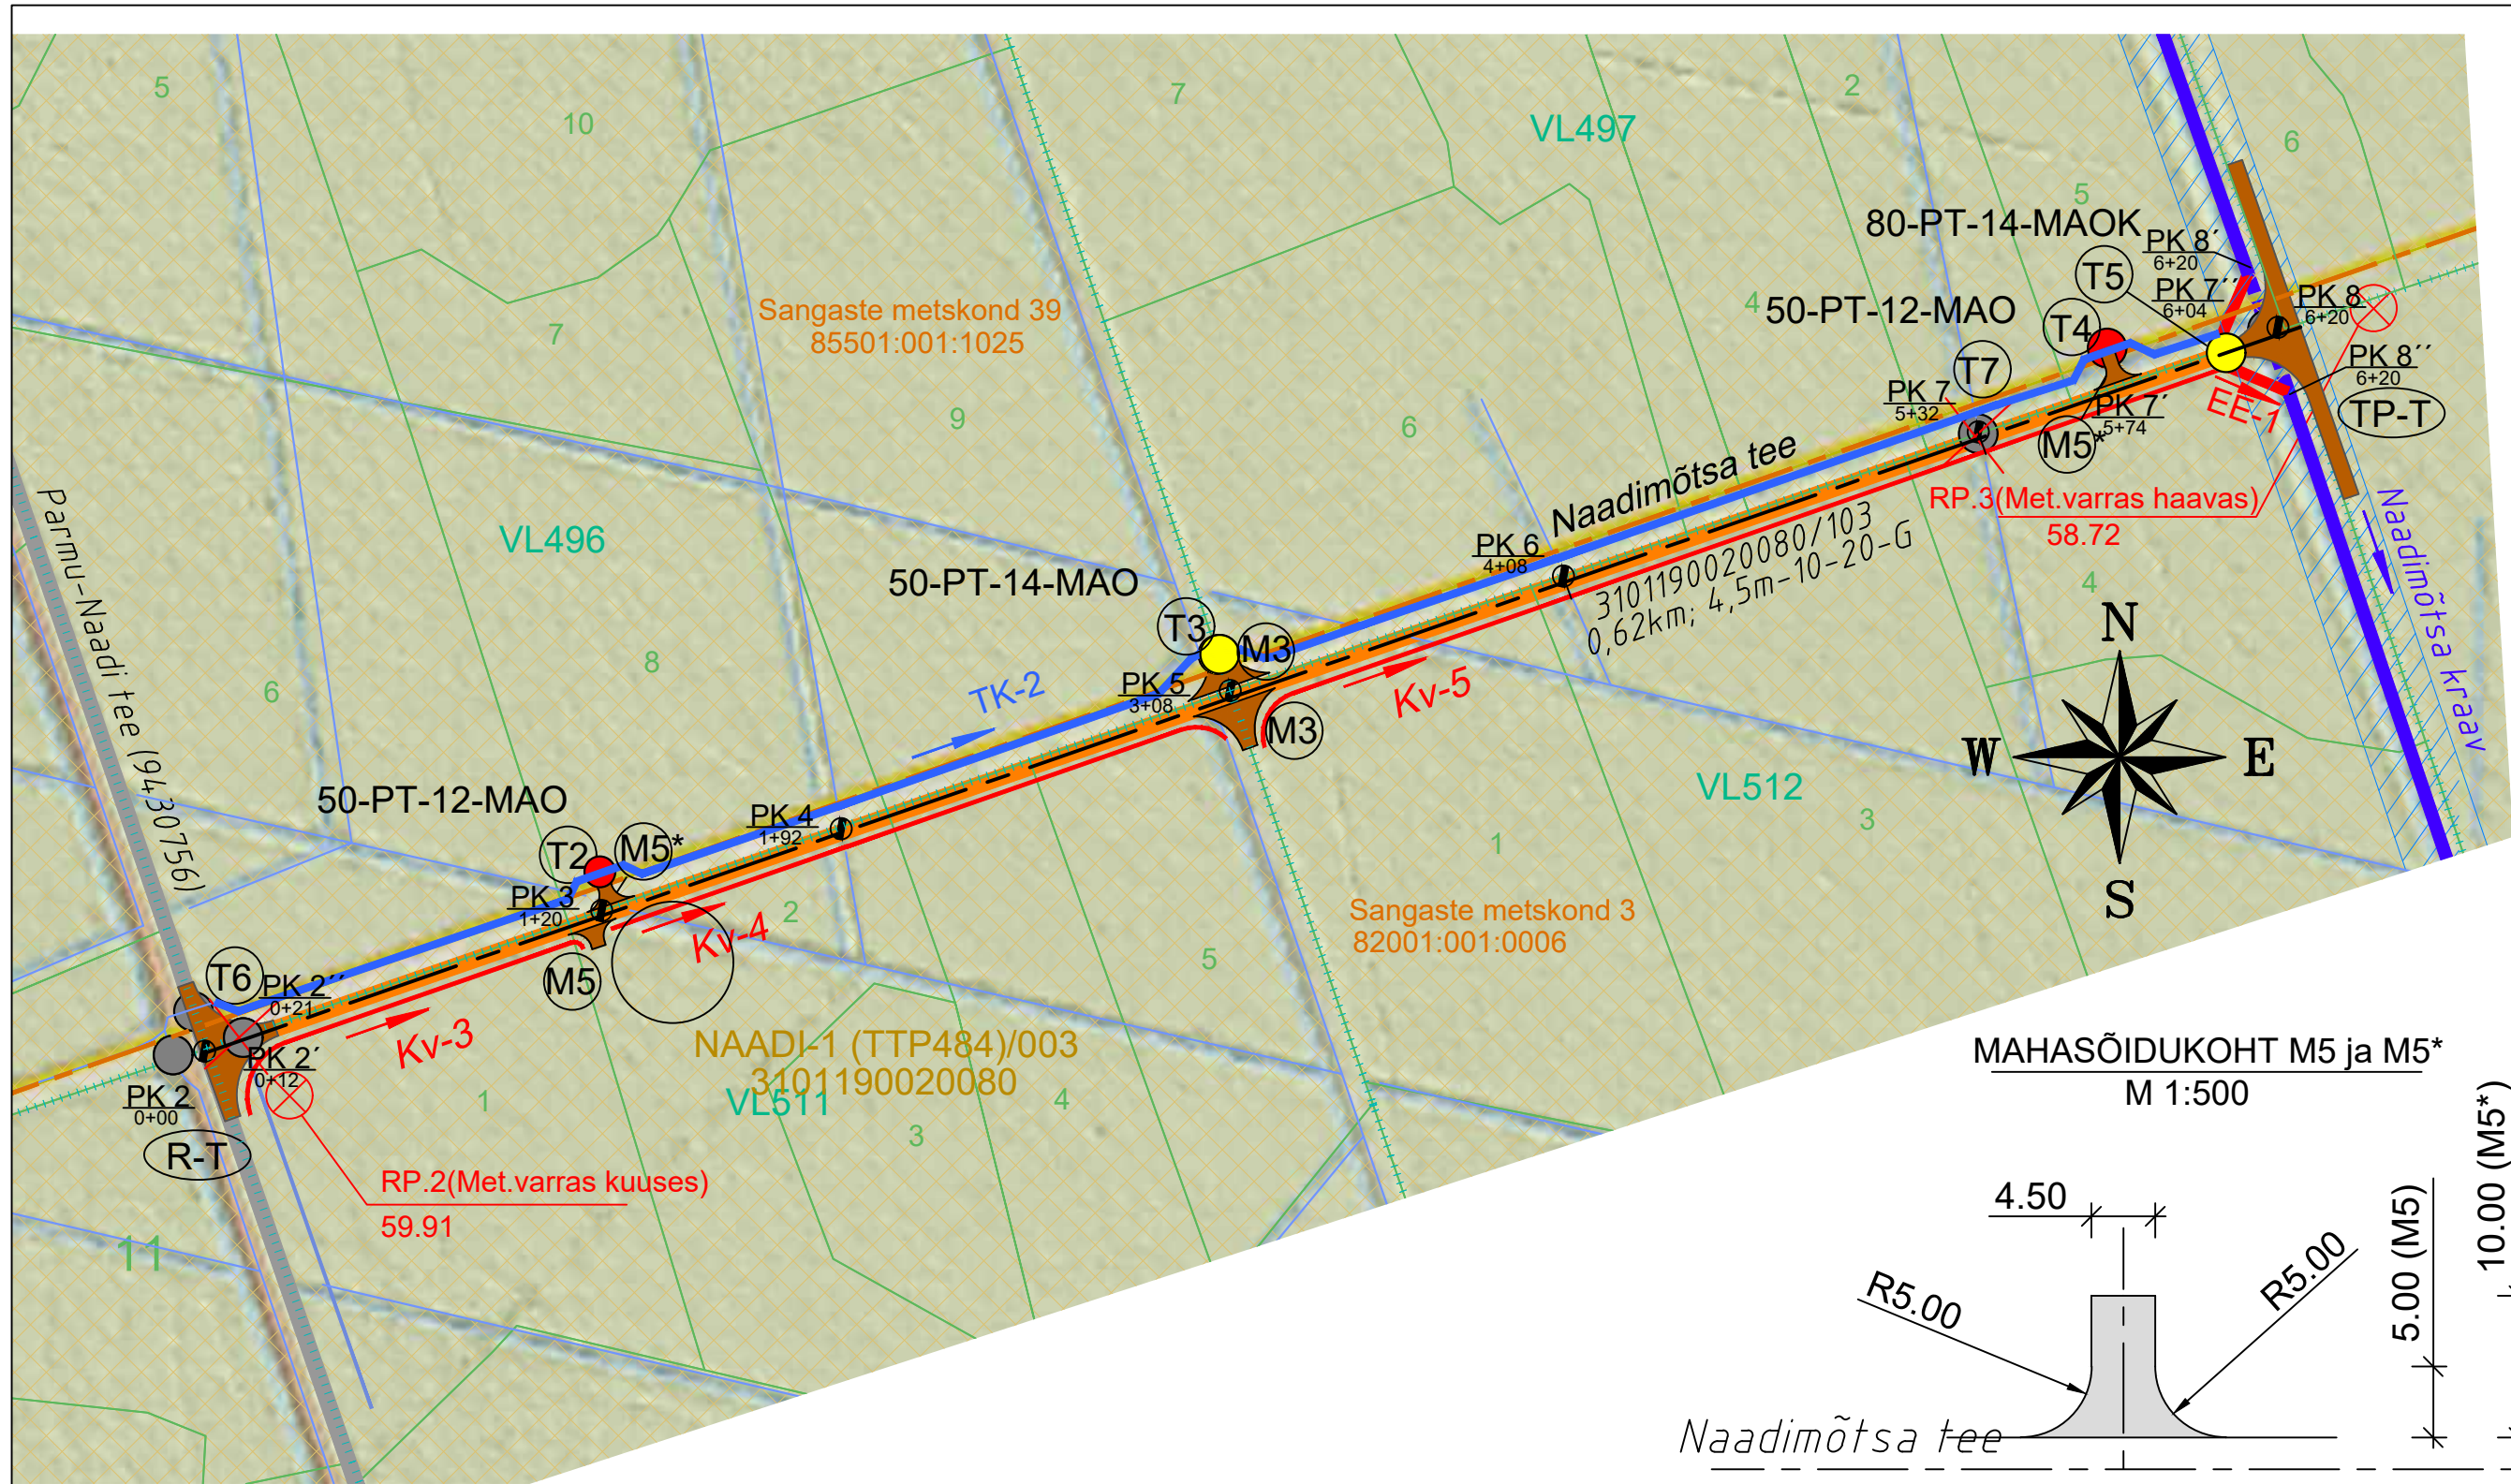 5
10
7
2
VL497
6
5
80-PT-14-MAOK
PK 8´
6+20
T5
PK 7´´
6+04
Sangaste metskond 39
85501:001:1025
4
50-PT-12-MAO
T4
PK 8
6+20
7
T7
PK 8´´
6+20
9
6
PK 7
5+32
PK 7´
5+74
EE-1
TP-T
M5*
Naadimõtsa tee
RP.3(Met.varras haavas)
58.72
Parmu-Naadi tee (9430756)
VL496
PK 6
4+08
3101190020080/103
0,62km; 4,5m-10-20-G
Naadimõtsa kraav
50-PT-14-MAO
4
T3
M3
N
8
6
TK-2
PK 5
3+08
Kv-5
M3
W
E
50-PT-12-MAO
VL512
PK 4
1+92
3
1
T2
M5*
S
PK 3
1+20
2
Sangaste metskond 3
82001:001:0006
Kv-4
5
T6
PK 2´´
0+21
M5
Kv-3
NAADI-1 (TTP484)/003
3101190020080
PK 2´
0+12
PK 2
0+00
VL511
1
4
3
MAHASÕIDUKOHT M5 ja M5*
M 1:500
R-T
RP.2(Met.varras kuuses)
59.91
11
4.50
R5.00
R5.00
5.00 (M5)
10.00 (M5*)
Naadimõtsa tee